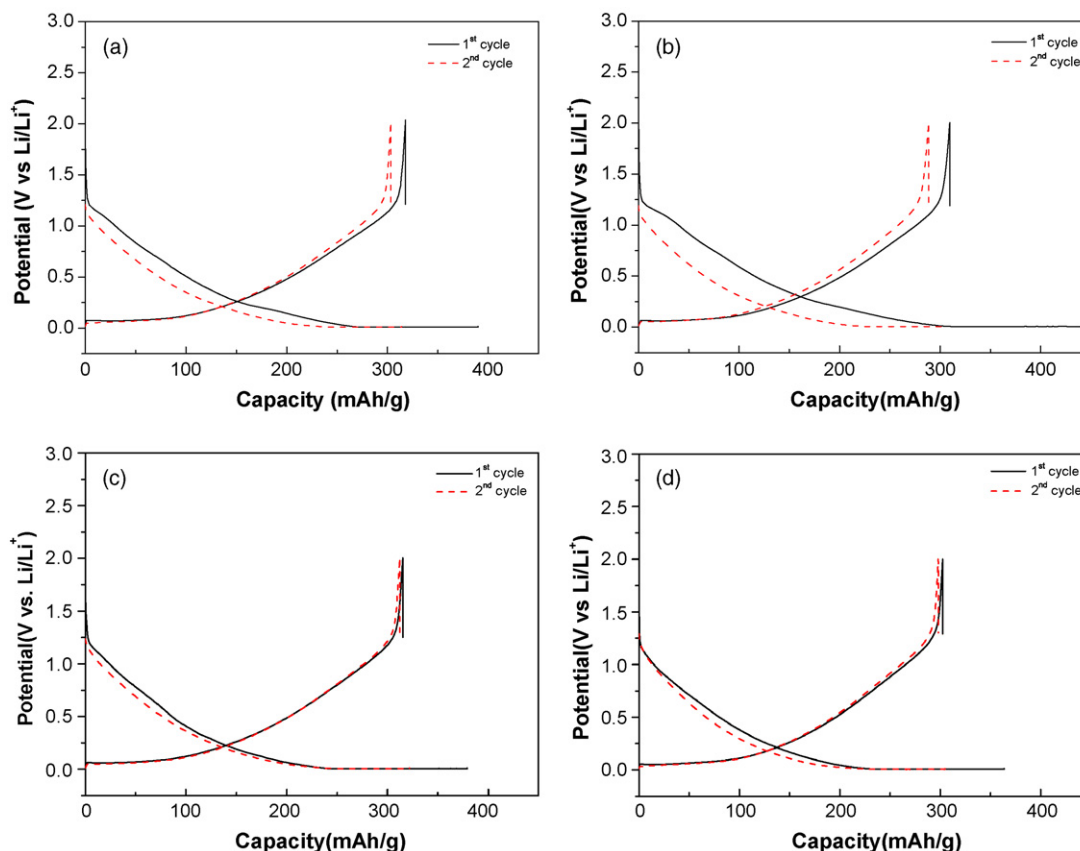 (a)
1st cycle
2nd cycle
3.0
2.5
2.0
1.5
1.0
0.5
0.0
Potential (V vs Li/Li+)
0
100
200
300
400
Capacity (mAh/g)
(b)
1st cycle
2nd cycle
3.0
2.5
2.0
1.5
1.0
0.5
0.0
Potential(V vs Li/Li+)
0
100
200
300
400
Capacity(mAh/g)
(c)
1st cycle
2nd cycle
3.0
2.5
2.0
1.5
1.0
0.5
0.0
Potential(V vs. Li/Li+)
0
100
200
300
400
Capacity(mAh/g)
(d)
1st cycle
2nd cycle
3.0
2.5
2.0
1.5
1.0
0.5
0.0
Potential(V vs Li/Li+)
0
100
200
300
400
Capacity(mAh/g)